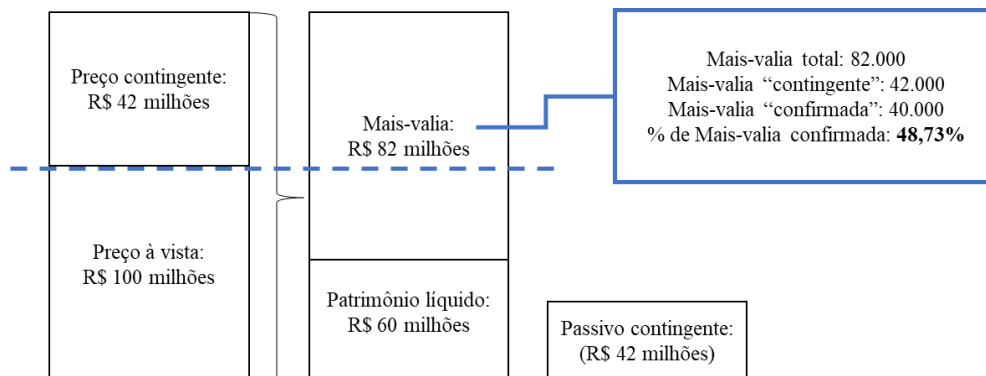 Preço contingente:
R$ 42 milhões
Preço à vista:
R$ 100 milhões
Mais-valia:
R$ 82 milhões
Patrimônio líquido:
R$ 60 milhões
Passivo contingente:
(R$ 42 milhões)
Mais-valia total: 82.000
Mais-valia “contingente”: 42.000
Mais-valia “confirmada”: 40.000
% de Mais-valia confirmada: 48,73%